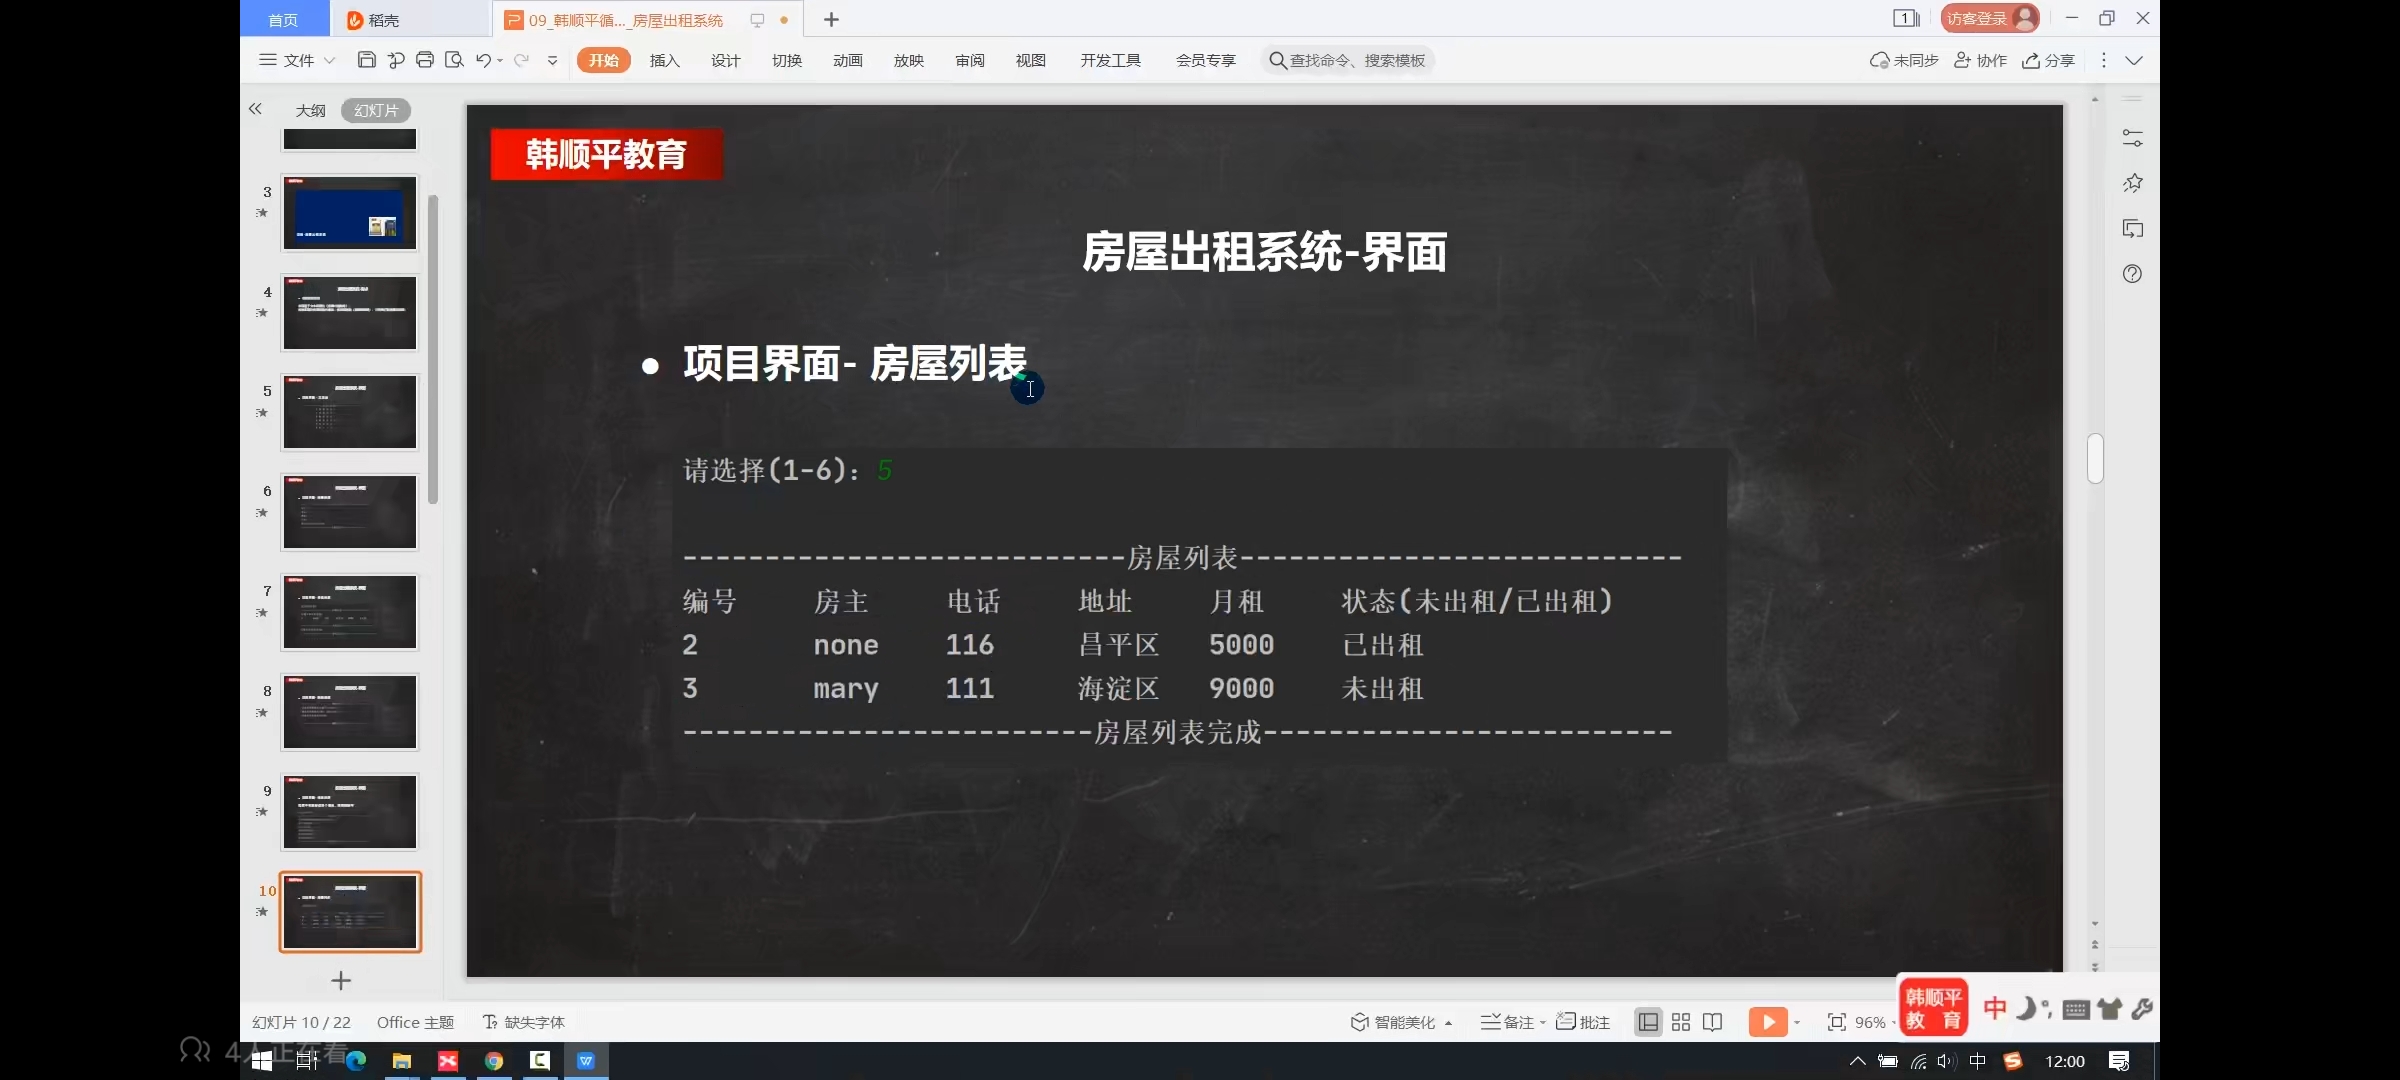 首页
稻壳
09_韩顺平循..._房屋出租系统
访客登录
文件
开始
插入
设计
切换
动画
放映
审阅
视图
开发工具
会员专享
查找命令、搜索模板
未同步
协作
分享
大纲
幻灯片
3
4
5
6
7
8
9
10
韩顺平教育
房屋出租系统-界面
● 项目界面- 房屋列表
请选择(1-6): 5
---------------------------房屋列表---------------------------
编号 房主 电话 地址 月租 状态(未出租/已出租)
2 none 116 昌平区 5000 已出租
3 mary 111 海淀区 9000 未出租
-------------------------房屋列表完成-------------------------
幻灯片 10 / 22
Office 主题
缺失字体
智能美化
备注
批注
96%
韩顺平
教 育
中
4人正在看
中
12:00